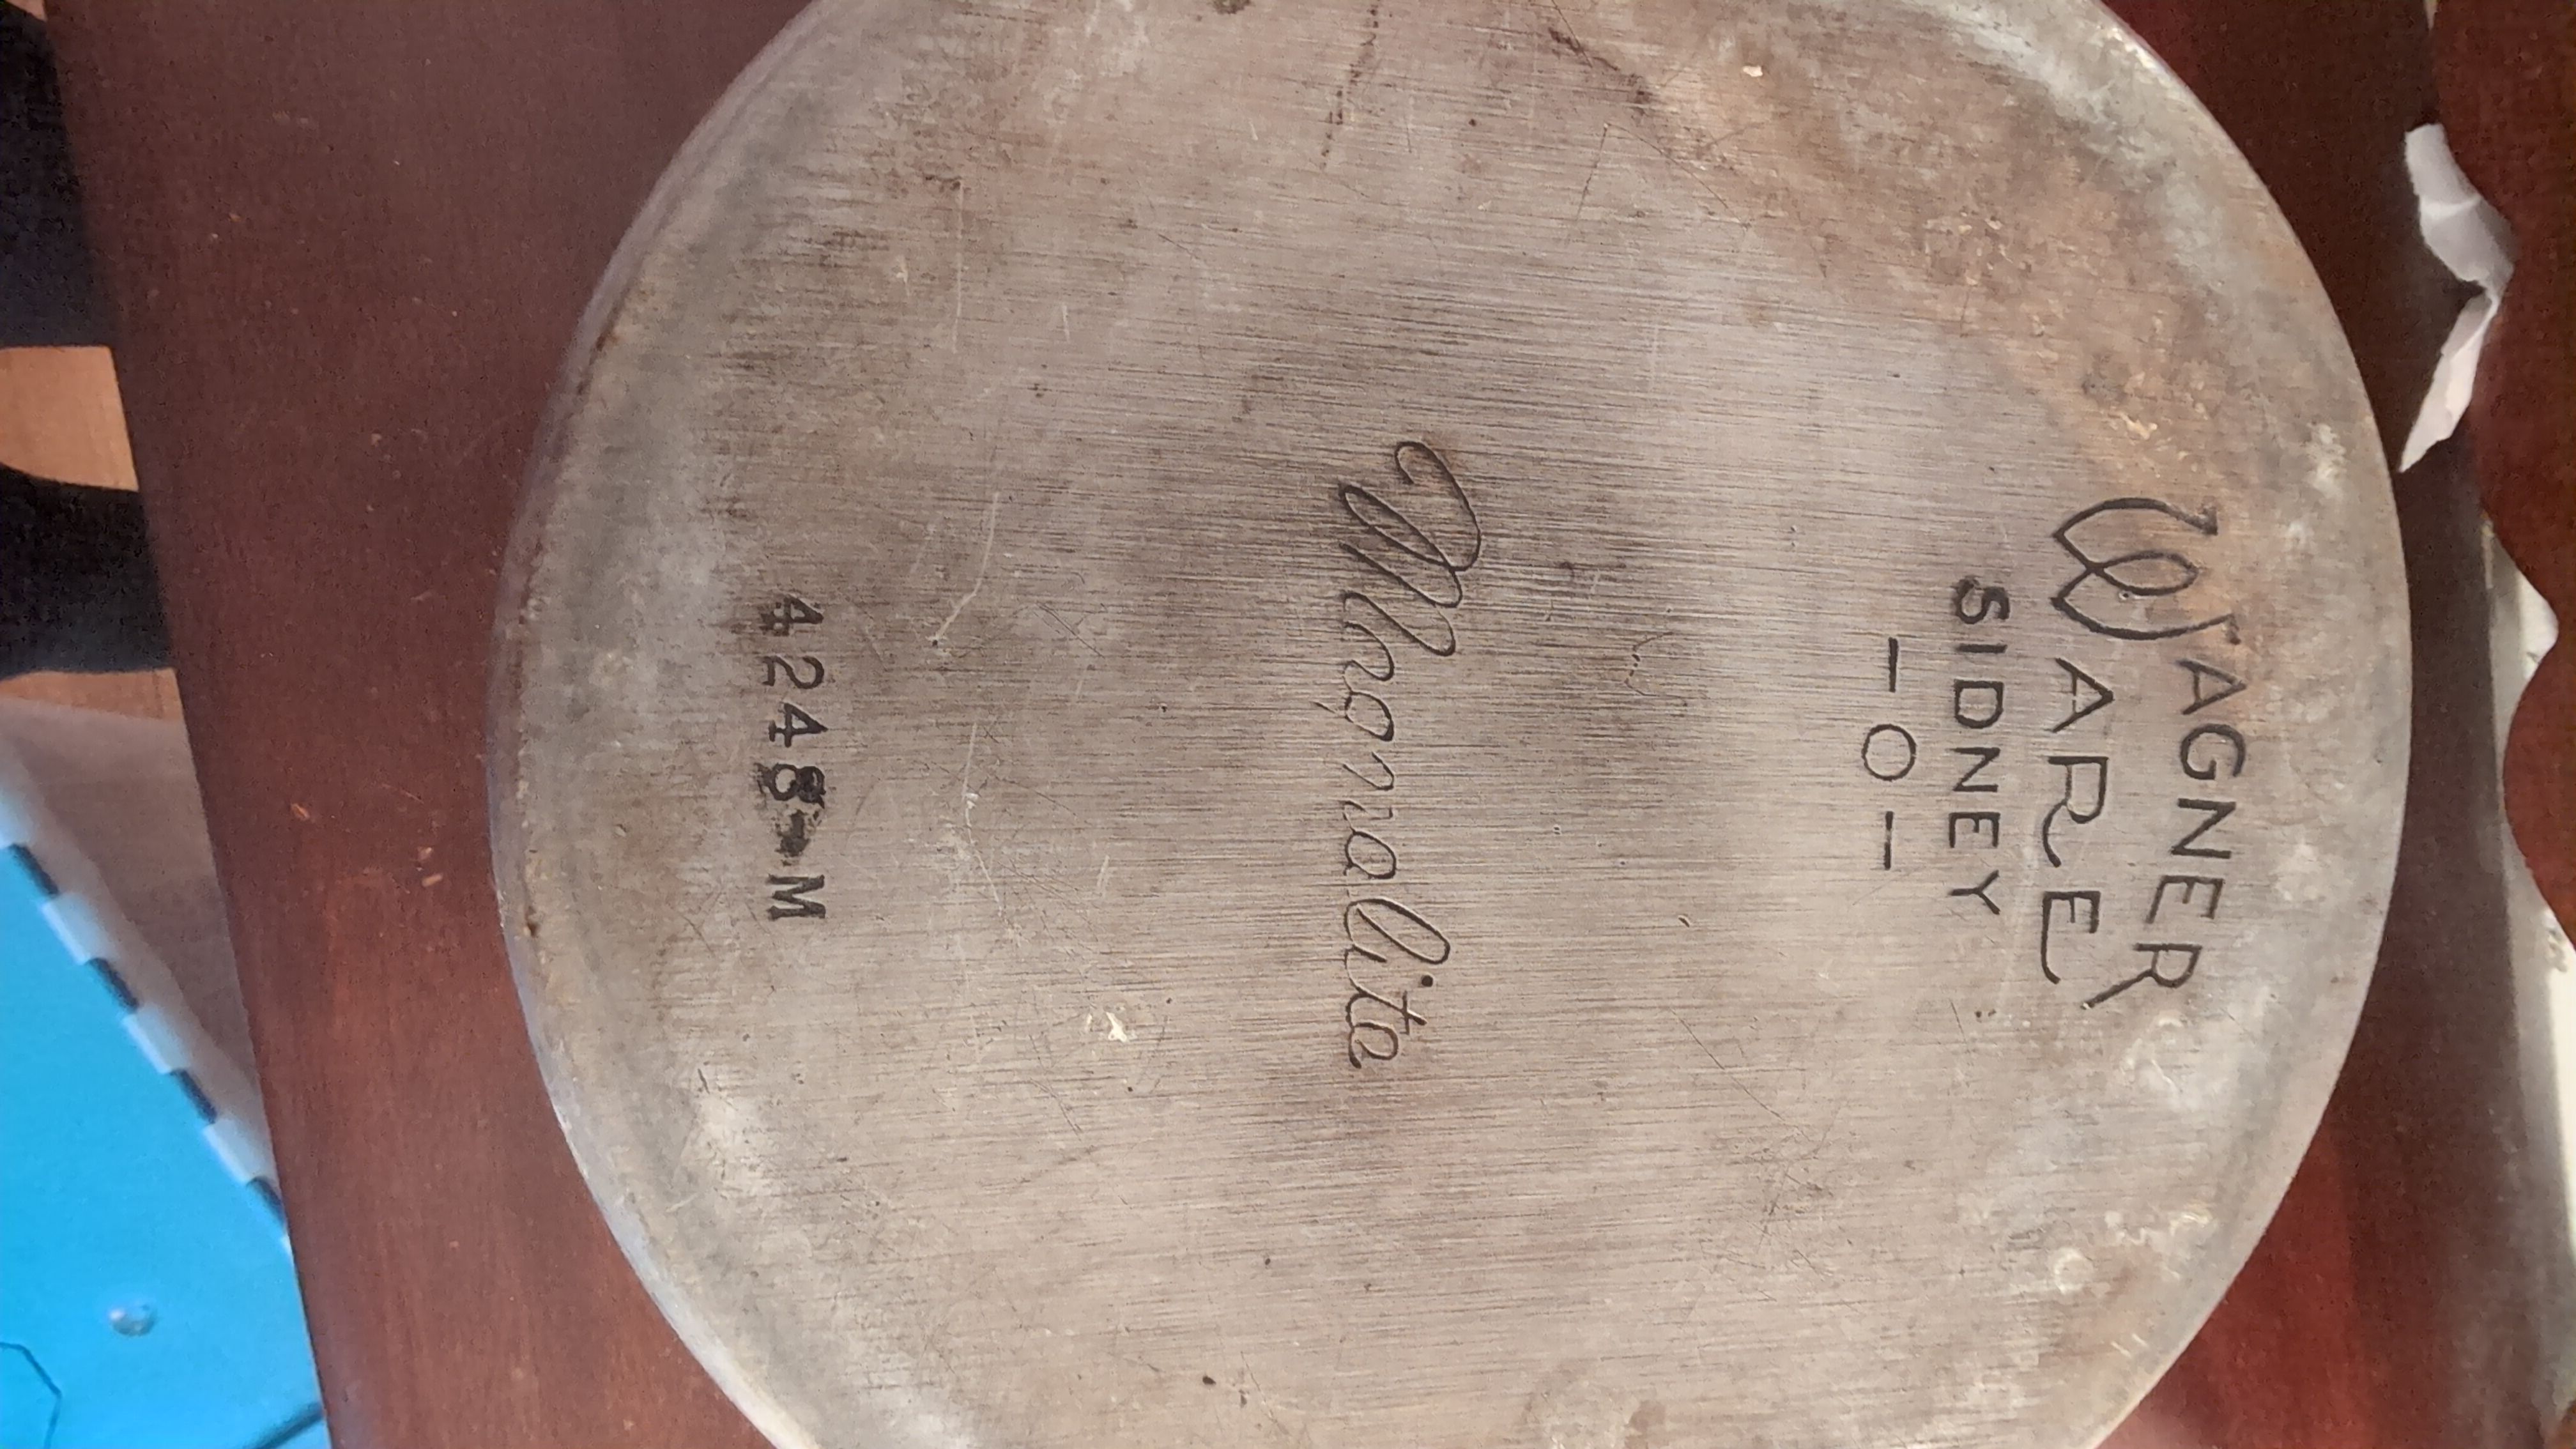 WAGNER
WARE
SIDNEY
-O-
Magnalite
4248-M